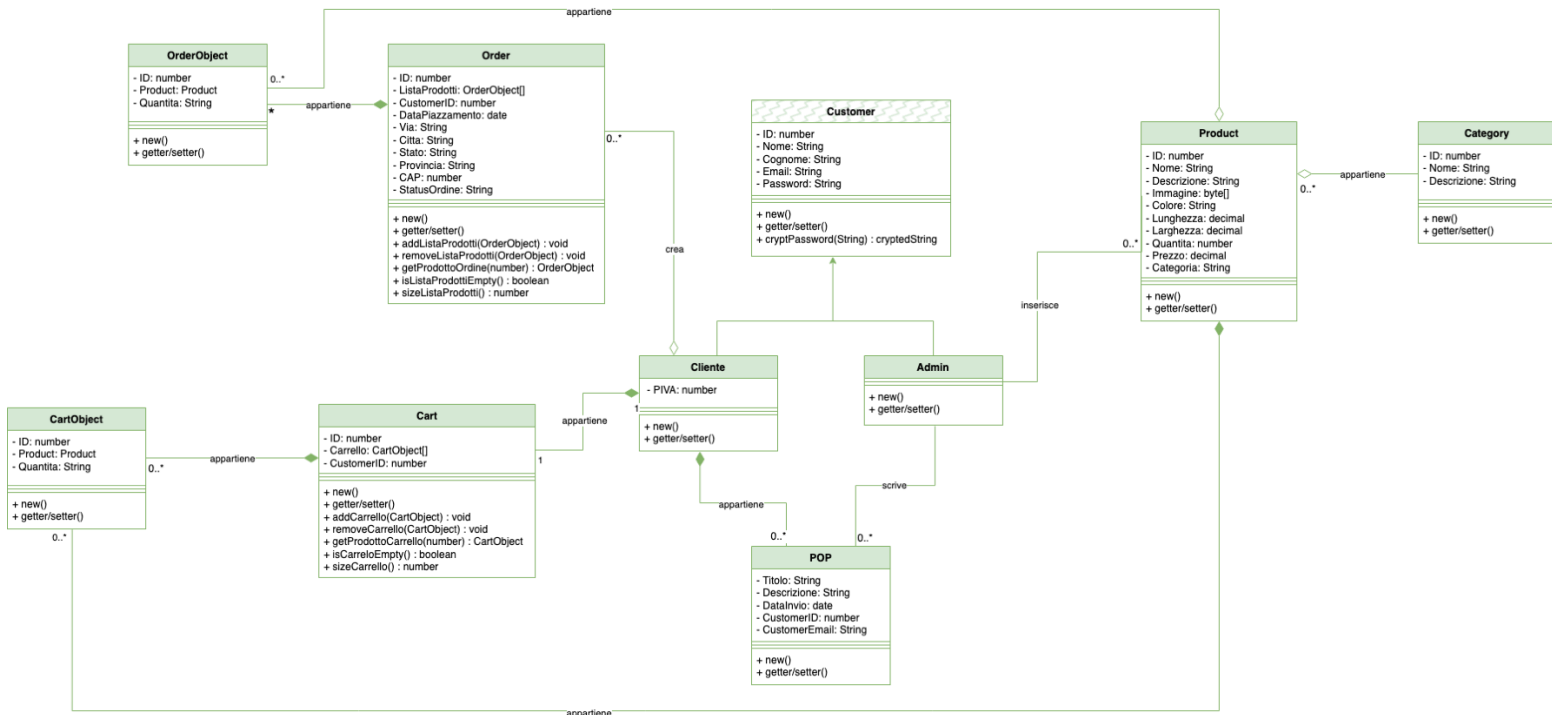 appartiene
OrderObject
- ID: number
- Product: Product
- Quantita: String
+ new()
+ getter/setter()
0..*
*
appartiene
Order
- ID: number
- ListaProdotti: OrderObject[]
- CustomerID: number
- DataPiazzamento: date
- Via: String
- Citta: String
- Stato: String
- Provincia: String
- CAP: number
- StatusOrdine: String
+ new()
+ getter/setter()
+ addListaProdotti(OrderObject) : void
+ removeListaProdotti(OrderObject) : void
+ getProdottoOrdine(number) : OrderObject
+ isListaProdottiEmpty() : boolean
+ sizeListaProdotti() : number
0..*
crea
Customer
- ID: number
- Nome: String
- Cognome: String
- Email: String
- Password: String
+ new()
+ getter/setter()
+ cryptPassword(String) : cryptedString
Product
- ID: number
- Nome: String
- Descrizione: String
- Immagine: byte[]
- Colore: String
- Lunghezza: decimal
- Larghezza: decimal
- Quantita: number
- Prezzo: decimal
- Categoria: String
+ new()
+ getter/setter()
0..*
appartiene
0..*
inserisce
Category
- ID: number
- Nome: String
- Descrizione: String
+ new()
+ getter/setter()
Cliente
- PIVA: number
+ new()
+ getter/setter()
1
appartiene
1
Admin
+ new()
+ getter/setter()
scrive
0..*
appartiene
0..*
CartObject
- ID: number
- Product: Product
- Quantita: String
+ new()
+ getter/setter()
0..*
appartiene
0..*
Cart
- ID: number
- Carrello: CartObject[]
- CustomerID: number
+ new()
+ getter/setter()
+ addCarrello(CartObject) : void
+ removeCarrello(CartObject) : void
+ getProdottoCarrello(number) : CartObject
+ isCarreloEmpty() : boolean
+ sizeCarrello() : number
POP
- Titolo: String
- Descrizione: String
- DataInvio: date
- CustomerID: number
- CustomerEmail: String
+ new()
+ getter/setter()
appartiene